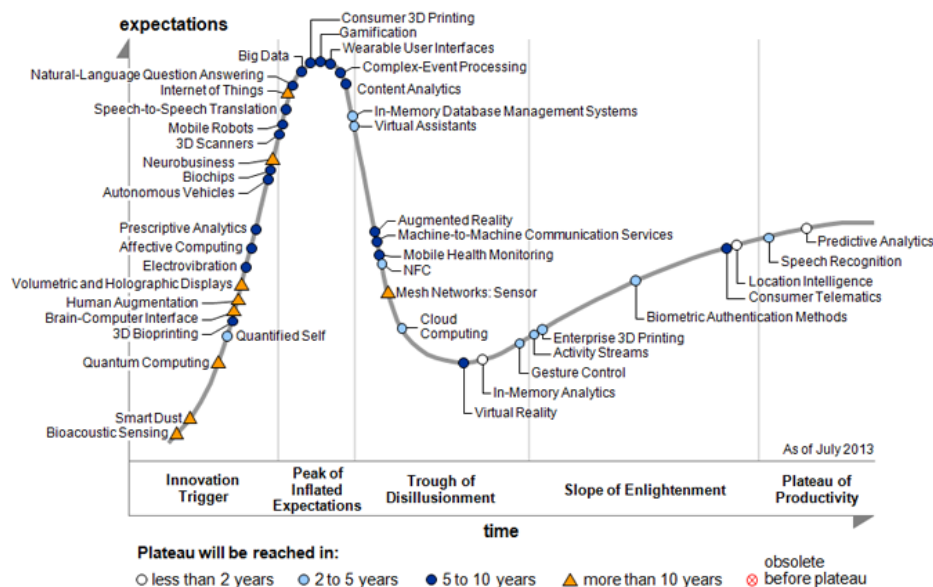 expectations
Consumer 3D Printing
Gamification
Wearable User Interfaces
Big Data
Complex-Event Processing
Natural-Language Question Answering
Content Analytics
Internet of Things
Speech-to-Speech Translation
In-Memory Database Management Systems
Mobile Robots
Virtual Assistants
3D Scanners
Neurobusiness
Biochips
Autonomous Vehicles
Prescriptive Analytics
Augmented Reality
Machine-to-Machine Communication Services
Affective Computing
Mobile Health Monitoring
Electrovibration
NFC
Volumetric and Holographic Displays
Mesh Networks: Sensor
Human Augmentation
Brain-Computer Interface
3D Bioprinting
Quantified Self
Cloud
Computing
Quantum Computing
Smart Dust
Bioacoustic Sensing
Predictive Analytics
Speech Recognition
Location Intelligence
Consumer Telematics
Biometric Authentication Methods
Enterprise 3D Printing
Activity Streams
Gesture Control
In-Memory Analytics
Virtual Reality
As of July 2013
Innovation
Trigger
Peak of
Inflated
Expectations
Trough of
Disillusionment
Slope of Enlightenment
Plateau of
Productivity
time
Plateau will be reached in:
less than 2 years
2 to 5 years
5 to 10 years
more than 10 years
obsolete
before plateau